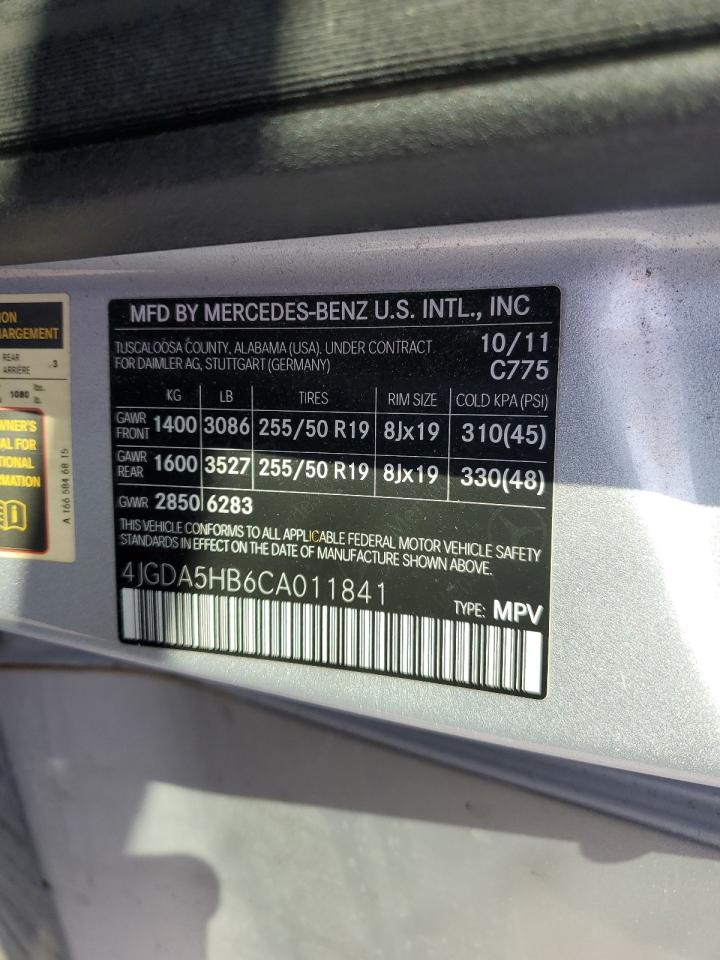 MFD BY MERCEDES-BENZ U.S. INTL., INC
TUSCALOOSA COUNTY, ALABAMA (USA). UNDER CONTRACT 10/11
FOR DAIMLER AG, STUTTGART (GERMANY) C775
KG LB TIRES RIM SIZE COLD KPA (PSI)
GAWR FRONT 1400 3086 255/50 R19 8Jx19 310(45)
GAWR REAR 1600 3527 255/50 R19 8Jx19 330(48)
GVWR 2850 6283
THIS VEHICLE CONFORMS TO ALL APPLICABLE FEDERAL MOTOR VEHICLE SAFETY
STANDARDS IN EFFECT ON THE DATE OF MANUFACTURE SHOWN ABOVE.
4JGDA5HB6CA011841
TYPE: MPV
REAR
ARRIÈRE 3
1080 lbs.
lb.
A 166 584 68 15